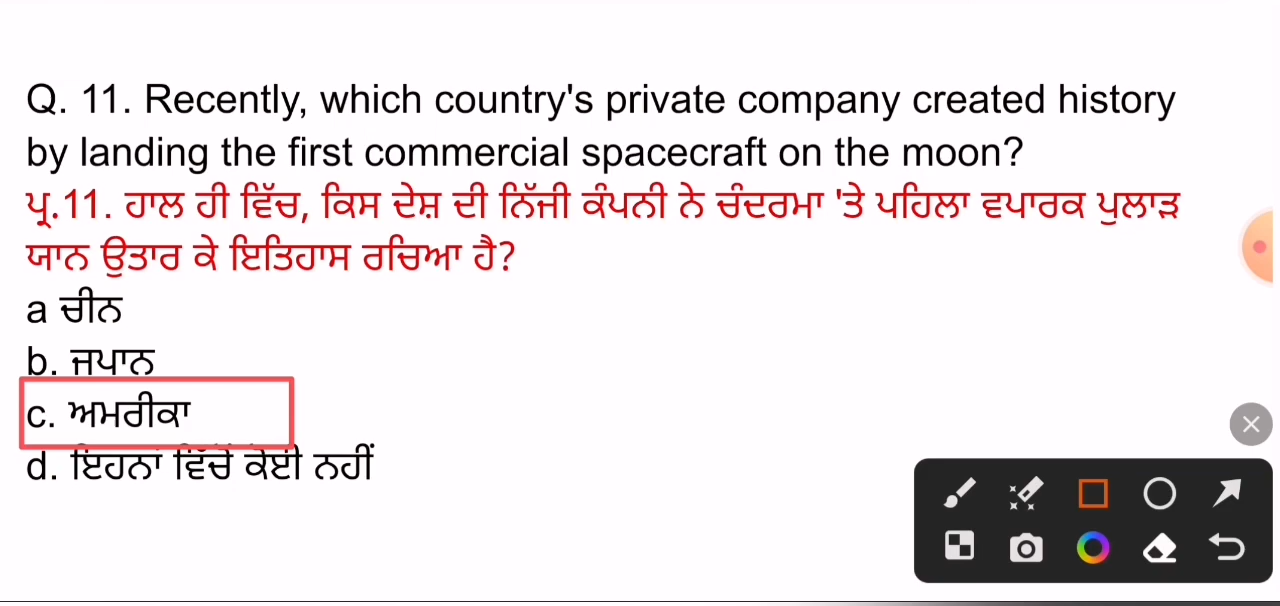 Q. 11. Recently, which country's private company created history
by landing the first commercial spacecraft on the moon?
ਪ੍ਰ.11. ਹਾਲ ਹੀ ਵਿੱਚ, ਕਿਸ ਦੇਸ਼ ਦੀ ਨਿੱਜੀ ਕੰਪਨੀ ਨੇ ਚੰਦਰਮਾ 'ਤੇ ਪਹਿਲਾ ਵਪਾਰਕ ਪੁਲਾੜ
ਯਾਨ ਉਤਾਰ ਕੇ ਇਤਿਹਾਸ ਰਚਿਆ ਹੈ?
a ਚੀਨ
b. ਜਪਾਨ
c. ਅਮਰੀਕਾ
d. ਇਹਨਾਂ ਵਿੱਚੋਂ ਕੋਈ ਨਹੀਂ